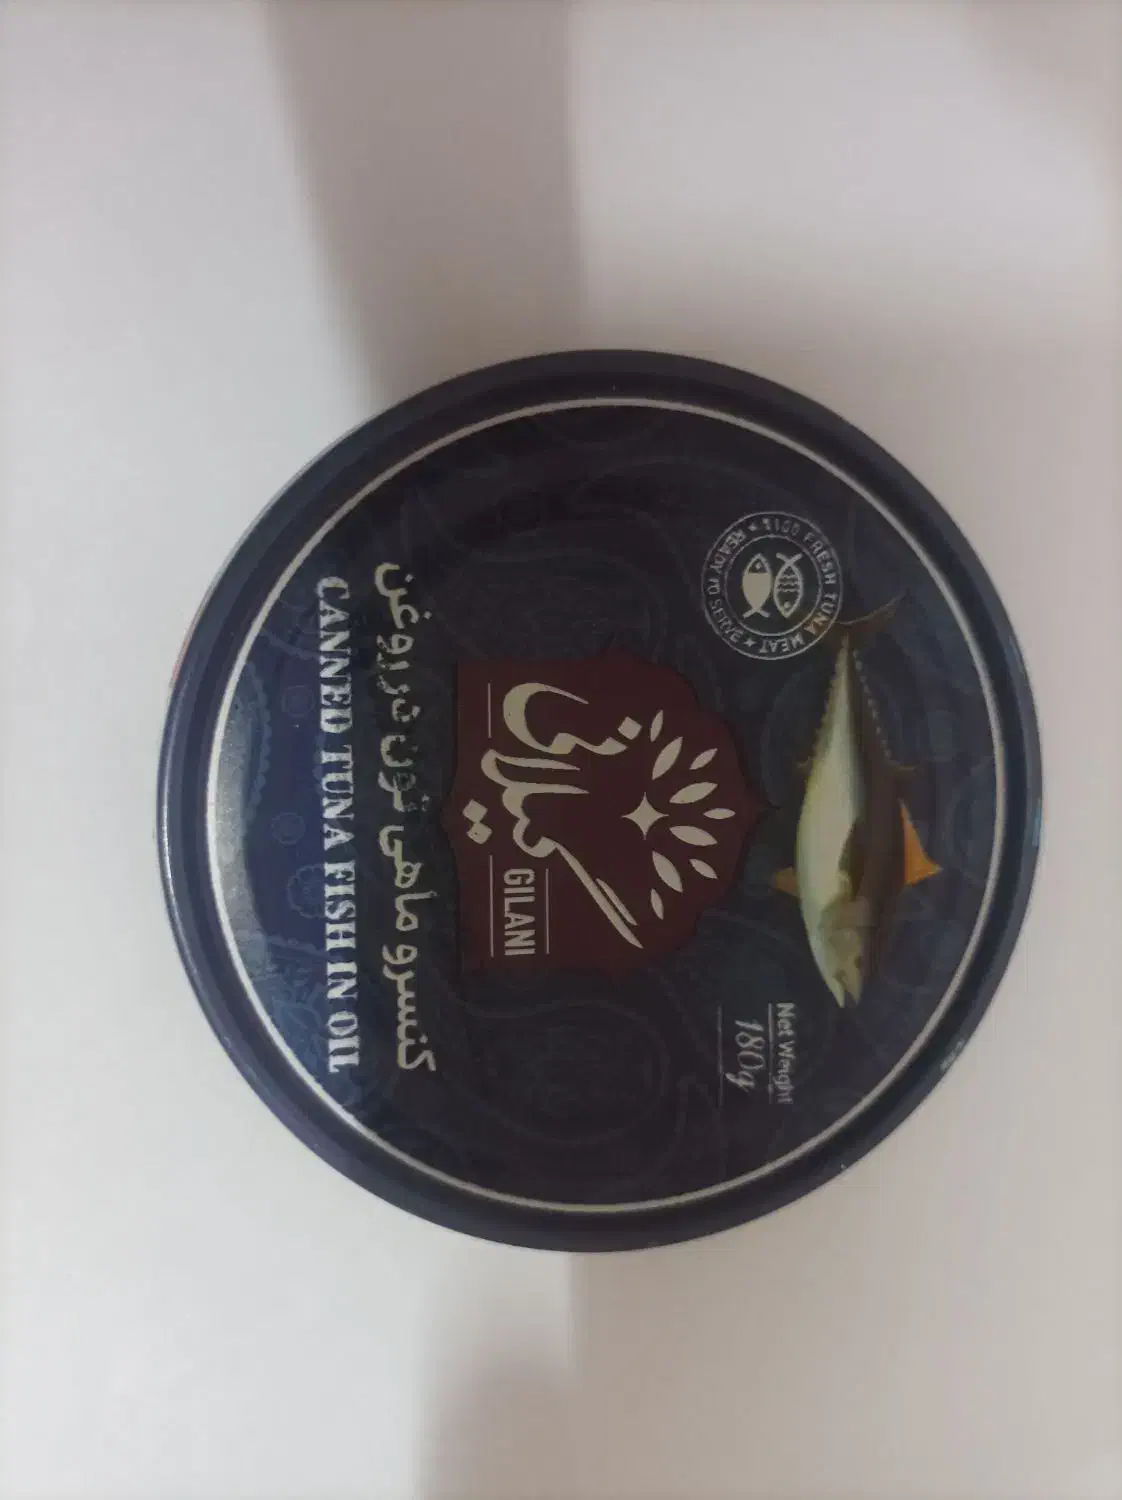 %100 FRESH TUNA MEAT ★ READY TO SERVE ★
Net Weight
180g
گیلانی
GILANI
کنسرو ماهی تون در روغن
CANNED TUNA FISH IN OIL